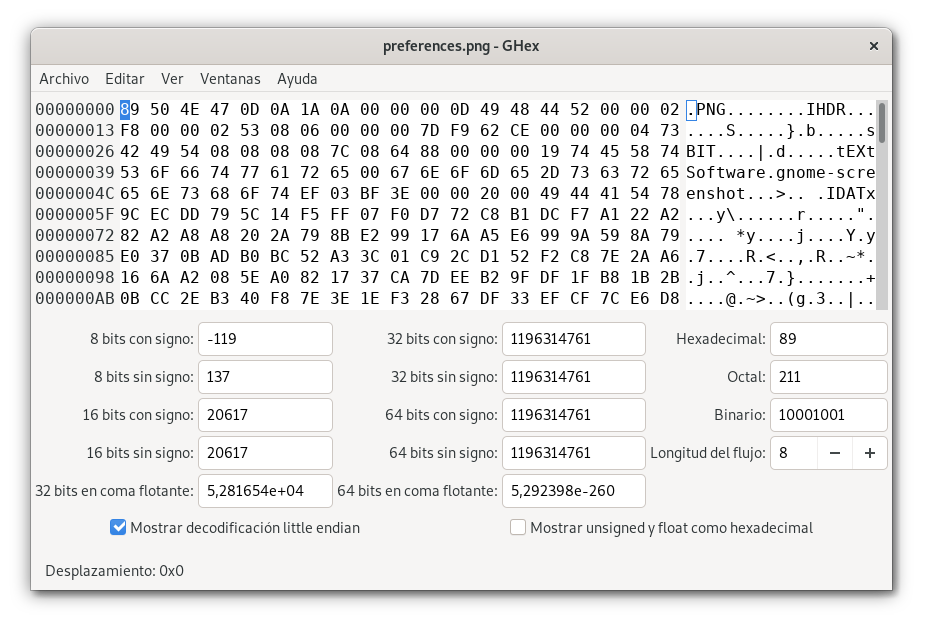 preferences.png - GHex
Archivo Editar Ver Ventanas Ayuda
00000000 89 50 4E 47 0D 0A 1A 0A 00 00 00 0D 49 48 44 52 00 00 02 .PNG........IHDR...
00000013 F8 00 00 02 53 08 06 00 00 00 7D F9 62 CE 00 00 00 04 73 ....S.....}.b.....s
00000026 42 49 54 08 08 08 08 7C 08 64 88 00 00 00 19 74 45 58 74 BIT....|.d.....tEXt
00000039 53 6F 66 74 77 61 72 65 00 67 6E 6F 6D 65 2D 73 63 72 65 Software.gnome-scre
0000004C 65 6E 73 68 6F 74 EF 03 BF 3E 00 00 20 00 49 44 41 54 78 enshot...>.. .IDATx
0000005F 9C EC DD 79 5C 14 F5 FF 07 F0 D7 72 C8 B1 DC F7 A1 22 A2 ...y\......r.....".
00000072 82 A2 A8 A8 20 2A 79 8B E2 99 17 6A A5 E6 99 9A 59 8A 79 .... *y....j....Y.y
00000085 E0 37 0B AD B0 BC 52 A3 3C 01 C9 2C D1 52 F2 C8 7E 2A A6 .7....R.<..,.R..~*.
00000098 16 6A A2 08 5E A0 82 17 37 CA 7D EE B2 9F DF 1F B8 1B 2B .j..^...7.}.......+
000000AB 0B CC 2E B3 40 F8 7E 3E 1E F3 28 67 DF 33 EF CF 7C E6 D8 ....@.~>..(g.3..|..
8 bits con signo: -119 32 bits con signo: 1196314761 Hexadecimal: 89
8 bits sin signo: 137 32 bits sin signo: 1196314761 Octal: 211
16 bits con signo: 20617 64 bits con signo: 1196314761 Binario: 10001001
16 bits sin signo: 20617 64 bits sin signo: 1196314761 Longitud del flujo: 8 − +
32 bits en coma flotante: 5,281654e+04 64 bits en coma flotante: 5,292398e-260
Mostrar decodificación little endian Mostrar unsigned y float como hexadecimal
Desplazamiento: 0x0